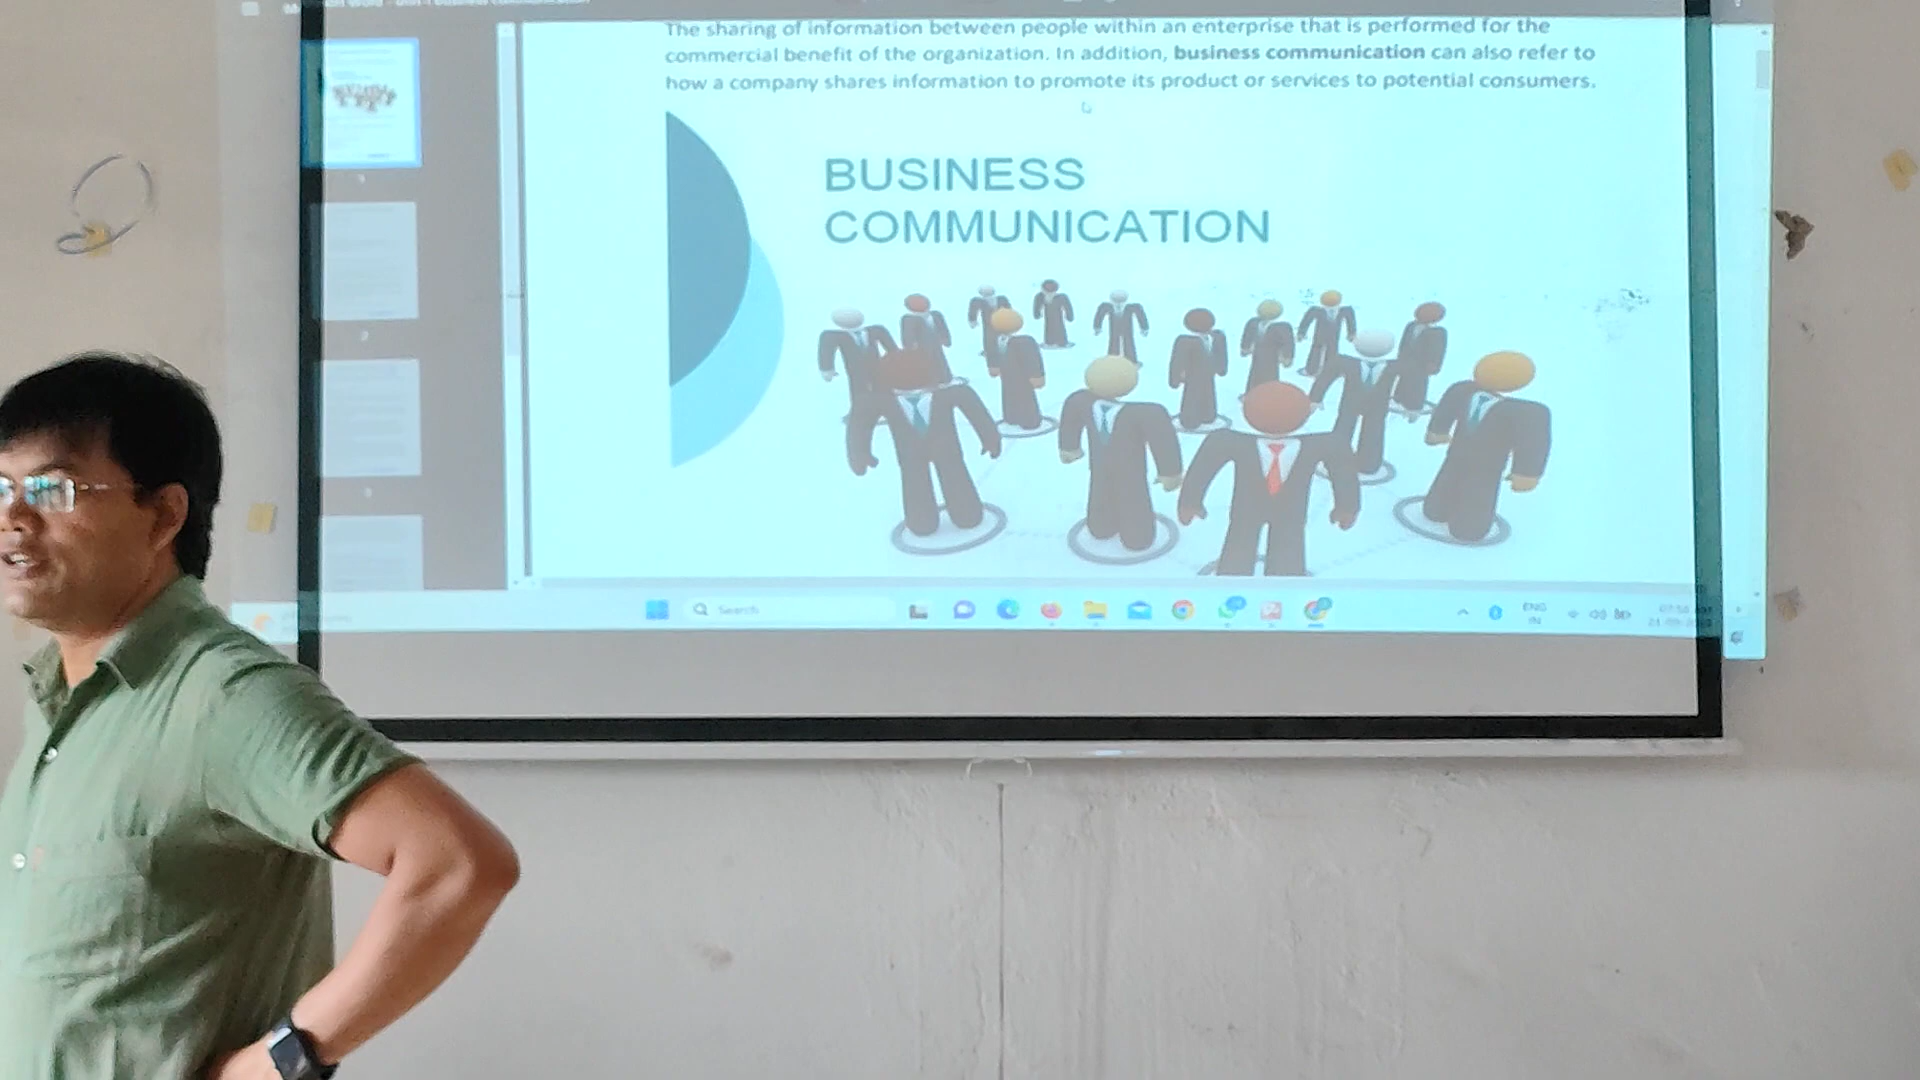 The sharing of information between people within an enterprise that is performed for the
commercial benefit of the organization. In addition, business communication can also refer to
how a company shares information to promote its product or services to potential consumers.
BUSINESS
COMMUNICATION
Search
ENG
IN